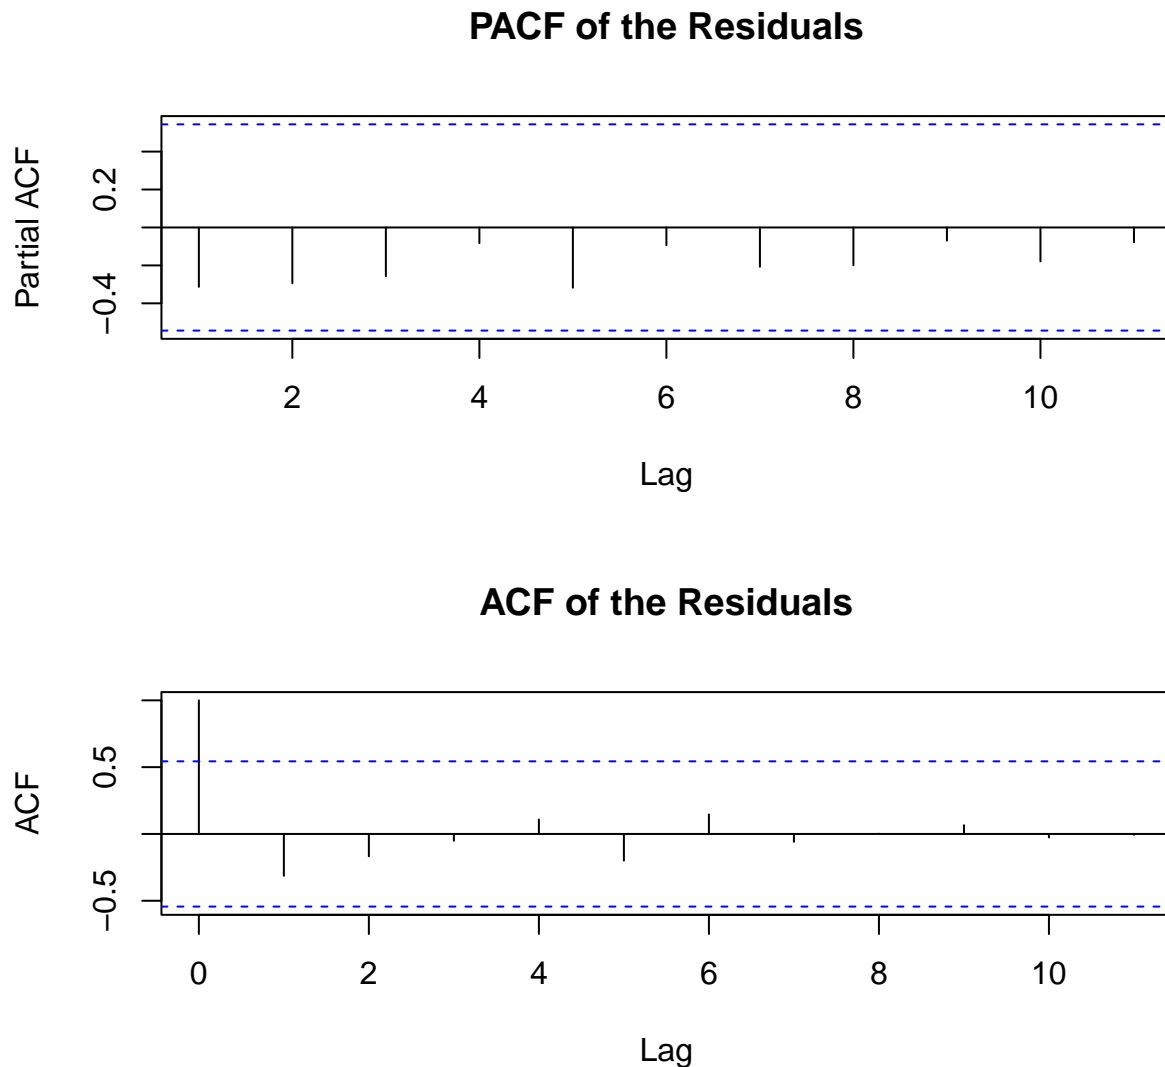 PACF of the Residuals
Partial ACF
0.2
−0.4
2 4 6 8 10
Lag
ACF of the Residuals
ACF
0.5
−0.5
0 2 4 6 8 10
Lag